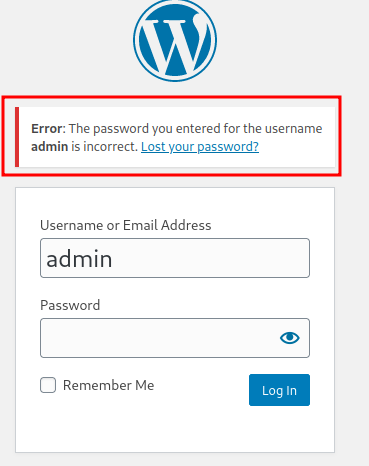 Error: The password you entered for the username
admin is incorrect. Lost your password?
Username or Email Address
admin
Password
Remember Me
Log In